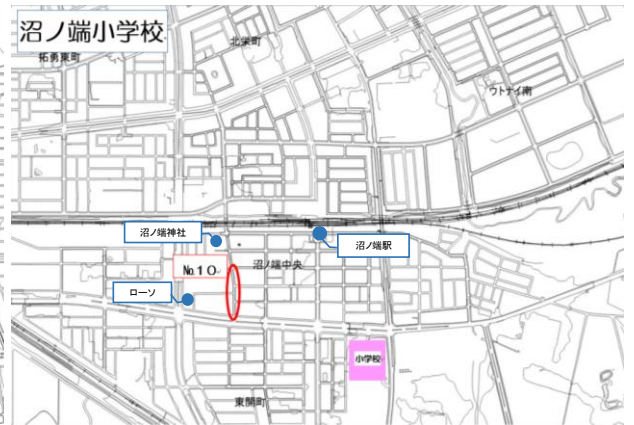 沼ノ端小学校
拓勇東町
北栄町
ウトナイ南
沼ノ端神社
沼ノ端駅
№10
沼ノ端中央
ローソ
小学校
東開町